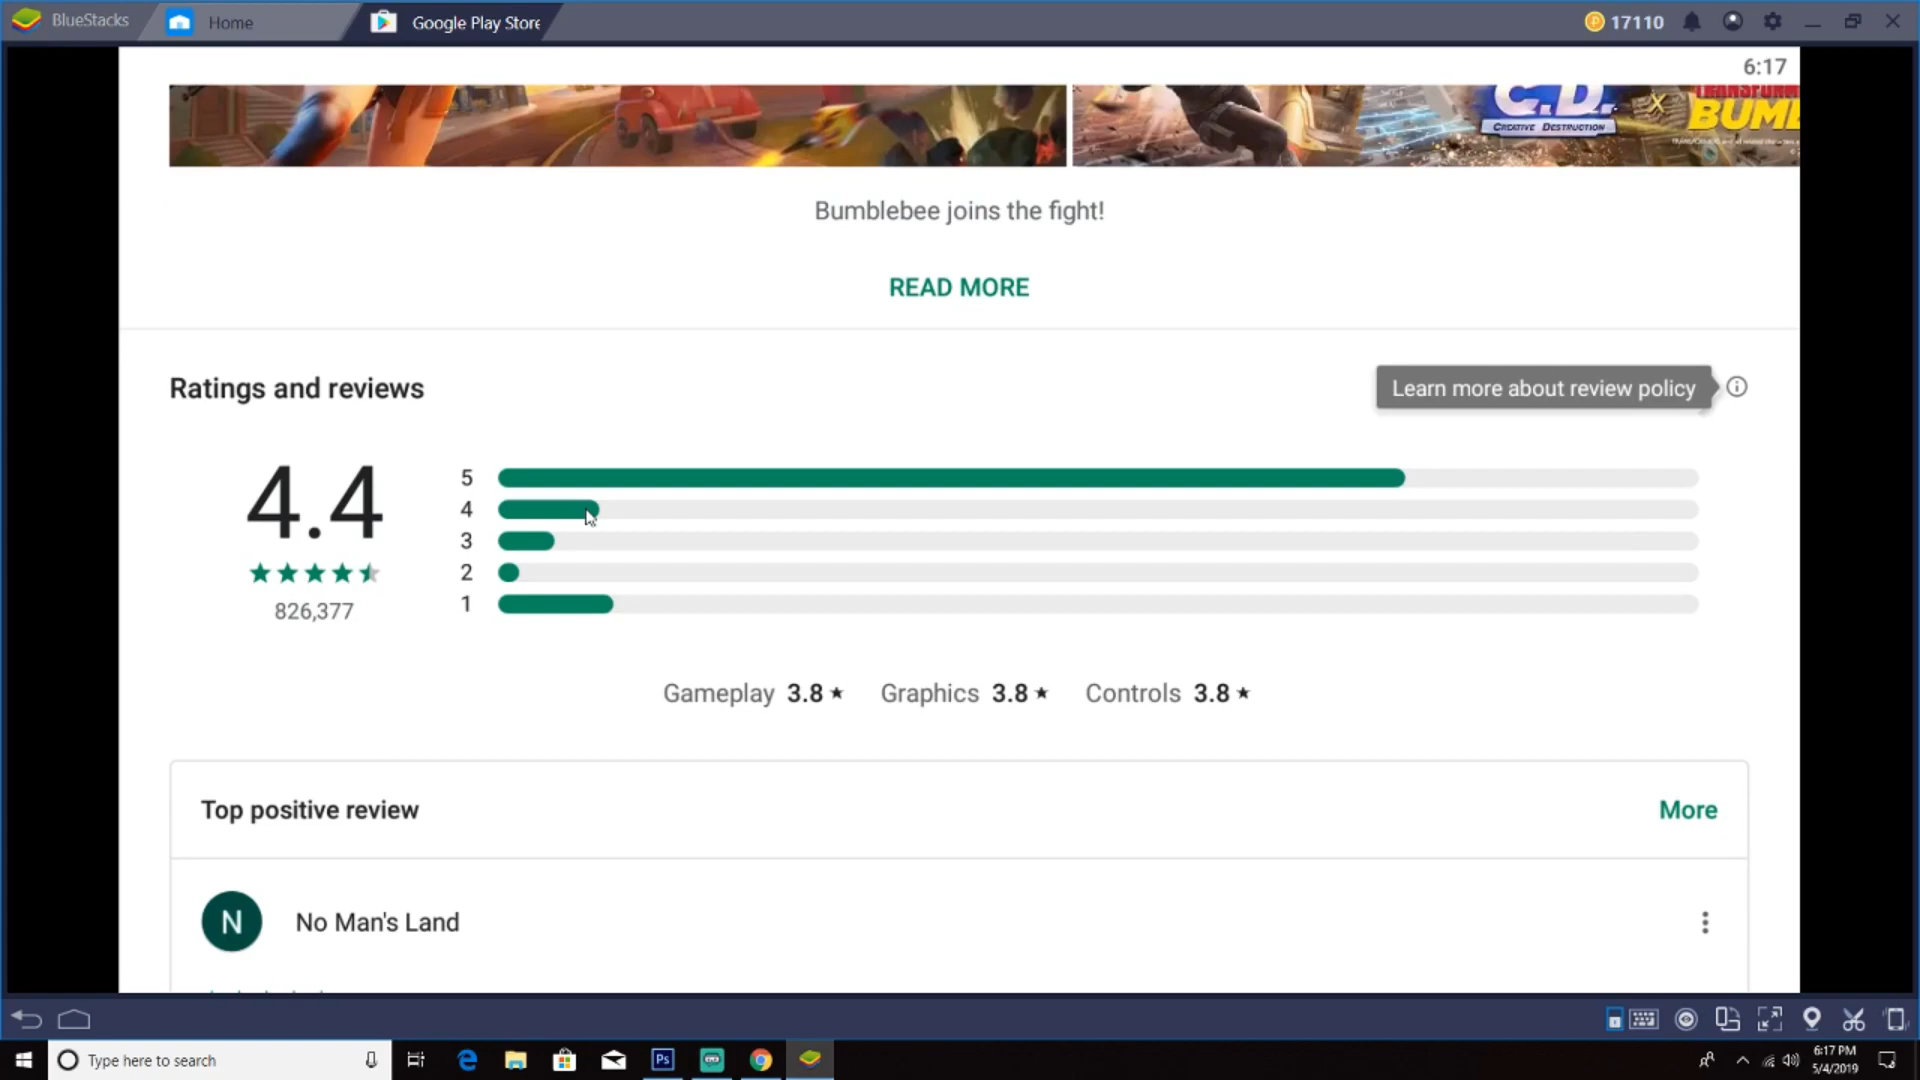 BlueStacks Home Google Play Store 17110
6:17
C.D. TRANSFORM
CREATIVE DESTRUCTION X BUMB
Bumblebee joins the fight!
READ MORE
Ratings and reviews
Learn more about review policy
4.4
826,377
5
4
3
2
1
Gameplay 3.8 ★ Graphics 3.8 ★ Controls 3.8 ★
Top positive review More
N No Man's Land
Type here to search
Ps
6:17 PM
5/4/2019